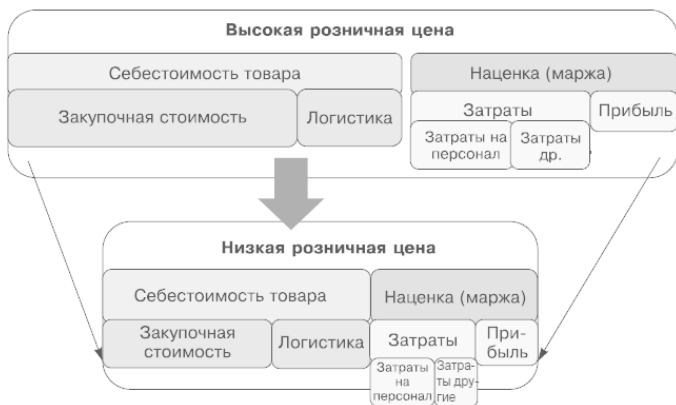 Высокая розничная цена
Себестоимость товара
Наценка (маржа)
Закупочная стоимость
Логистика
Затраты
Прибыль
Затраты на
персонал
Затраты
др.
Низкая розничная цена
Себестоимость товара
Наценка (маржа)
Закупочная
стоимость
Логистика
Затраты
При-
быль
Затраты
на
персонал
Затра-
ты дру-
гие